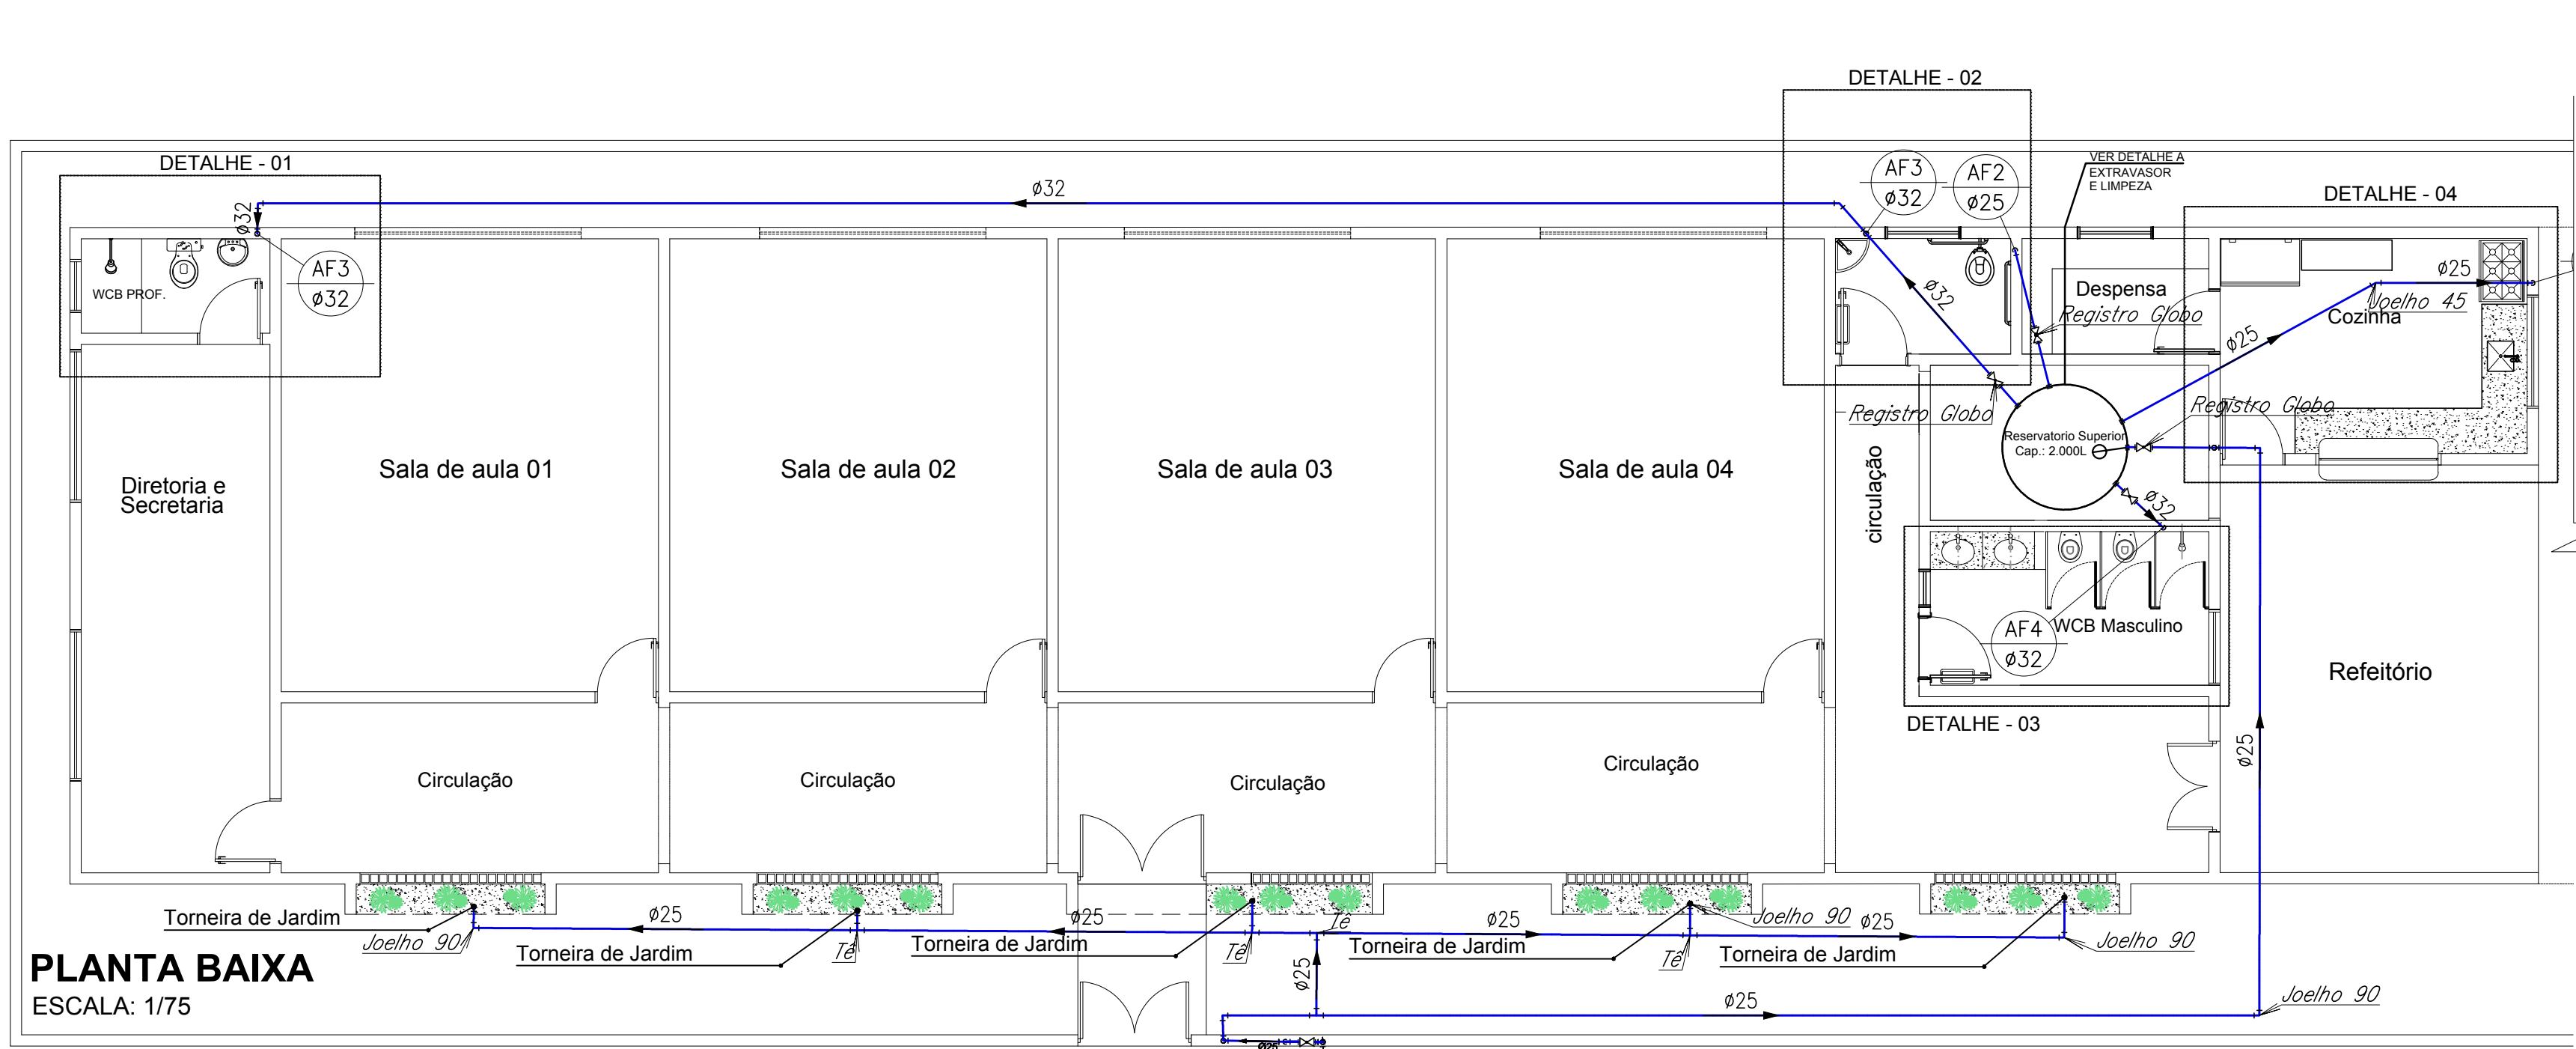 DETALHE - 02
DETALHE - 01
VER DETALHE A
EXTRAVASOR
E LIMPEZA
DETALHE - 04
ø32
AF3
ø32
AF2
ø25
ø32
AF3
ø32
WCB PROF.
ø32
Despensa
Registro Globo
ø25
Joelho 45
Cozinha
ø25
Registro Globo
Registro Globo
Reservatorio Superior
Cap.: 2.000L
Diretoria e
Secretaria
Sala de aula 01
Sala de aula 02
Sala de aula 03
Sala de aula 04
circulação
ø32
AF4
ø32
WCB Masculino
Refeitório
DETALHE - 03
ø25
Circulação
Circulação
Circulação
Circulação
Torneira de Jardim
Joelho 90
ø25
Torneira de Jardim
Tê
ø25
Torneira de Jardim
Tê
Tê
ø25
Torneira de Jardim
Joelho 90
Tê
ø25
Torneira de Jardim
Joelho 90
PLANTA BAIXA
ESCALA: 1/75
ø25
ø25
Joelho 90
ø25